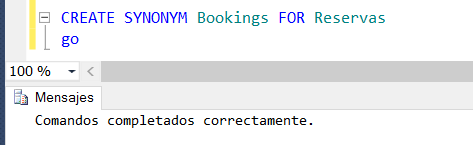 CREATE SYNONYM Bookings FOR Reservas
go
100 %
Mensajes
Comandos completados correctamente.